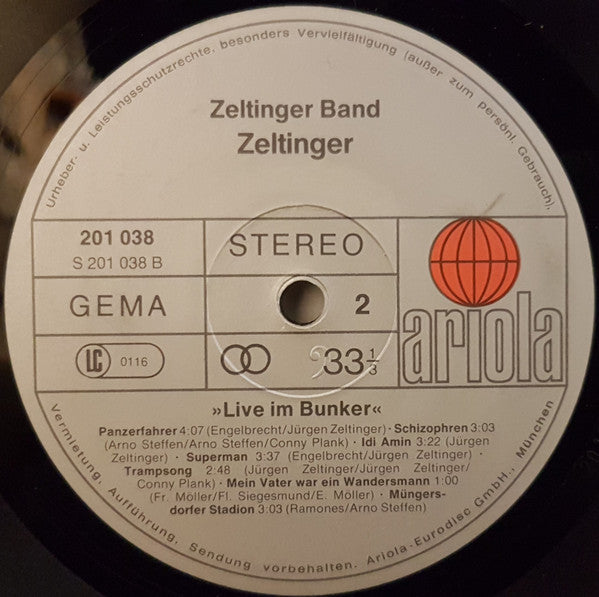 Urheber- u. Leistungsschutzrechte, besonders Vervielfältigung (außer zum persönl. Gebrauch),
Zeltinger Band
Zeltinger
201 038
S 201 038 B
STEREO
GEMA
2
ariola
LC 0116
33 1/3
»Live im Bunker«
Panzerfahrer 4:07 (Engelbrecht/Jürgen Zeltinger) · Schizophren 3:03
(Arno Steffen/Arno Steffen/Conny Plank) · Idi Amin 3:22 (Jürgen
Zeltinger) · Superman 3:37 (Engelbrecht/Jürgen Zeltinger) ·
Trampsong 2:48 (Jürgen Zeltinger/Jürgen Zeltinger/
Conny Plank) · Mein Vater war ein Wandersmann 1:00
(Fr. Möller/Fl. Siegesmund/E. Möller) · Müngers-
dorfer Stadion 3:03 (Ramones/Arno Steffen)
Vermietung, Aufführung, Sendung vorbehalten. Ariola-Eurodisc GmbH., München